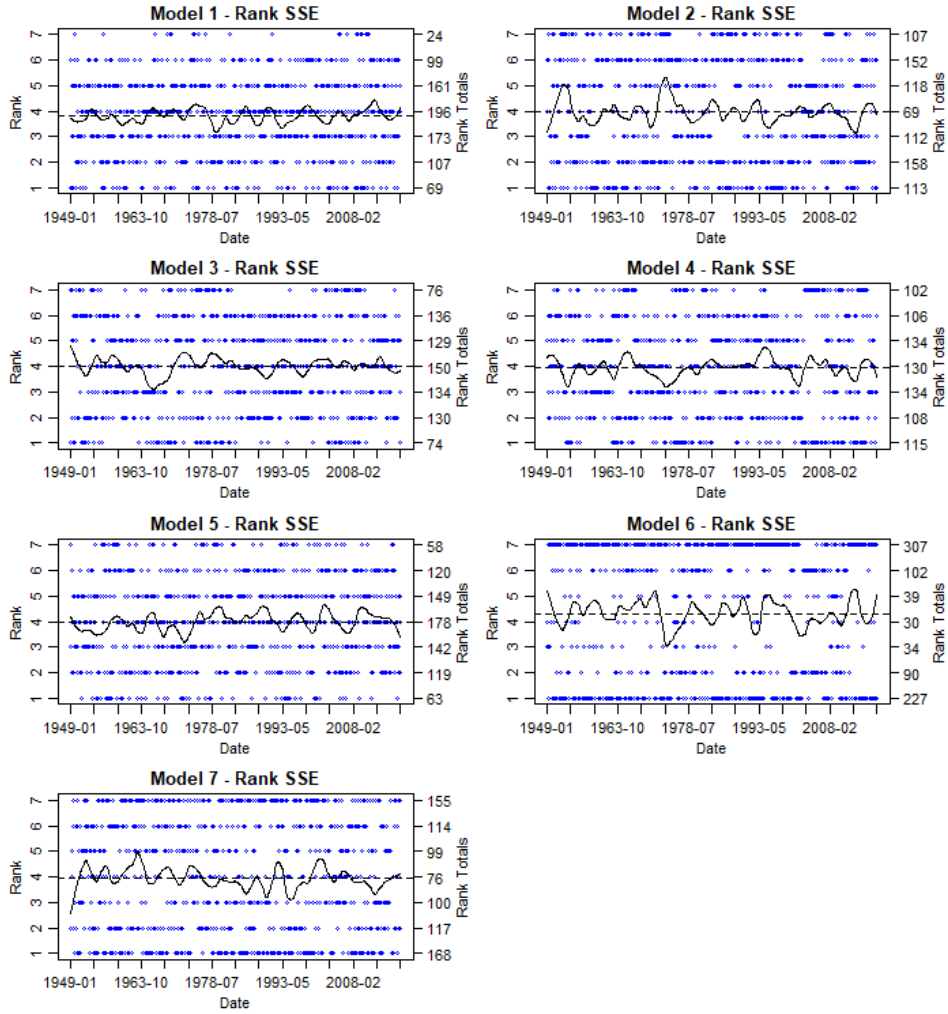 Model 1 - Rank SSE
Rank
7 6 5 4 3 2 1
24
99
161
196
173
107
69
Rank Totals
1949-01 1963-10 1978-07 1993-05 2008-02
Date
Model 2 - Rank SSE
Rank
7 6 5 4 3 2 1
107
152
118
69
112
158
113
Rank Totals
1949-01 1963-10 1978-07 1993-05 2008-02
Date
Model 3 - Rank SSE
Rank
7 6 5 4 3 2 1
76
136
129
150
134
130
74
Rank Totals
1949-01 1963-10 1978-07 1993-05 2008-02
Date
Model 4 - Rank SSE
Rank
7 6 5 4 3 2 1
102
106
134
130
134
108
115
Rank Totals
1949-01 1963-10 1978-07 1993-05 2008-02
Date
Model 5 - Rank SSE
Rank
7 6 5 4 3 2 1
58
120
149
178
142
119
63
Rank Totals
1949-01 1963-10 1978-07 1993-05 2008-02
Date
Model 6 - Rank SSE
Rank
7 6 5 4 3 2 1
307
102
39
30
34
90
227
Rank Totals
1949-01 1963-10 1978-07 1993-05 2008-02
Date
Model 7 - Rank SSE
Rank
7 6 5 4 3 2 1
155
114
99
76
100
117
168
Rank Totals
1949-01 1963-10 1978-07 1993-05 2008-02
Date